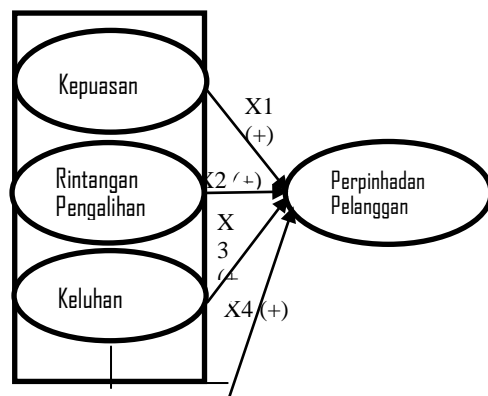 Kepuasan
X1
(+)
Rintangan
Pengalihan
X2 (+)
Perpinhadan
Pelanggan
X
3
(+
Keluhan
X4 (+)